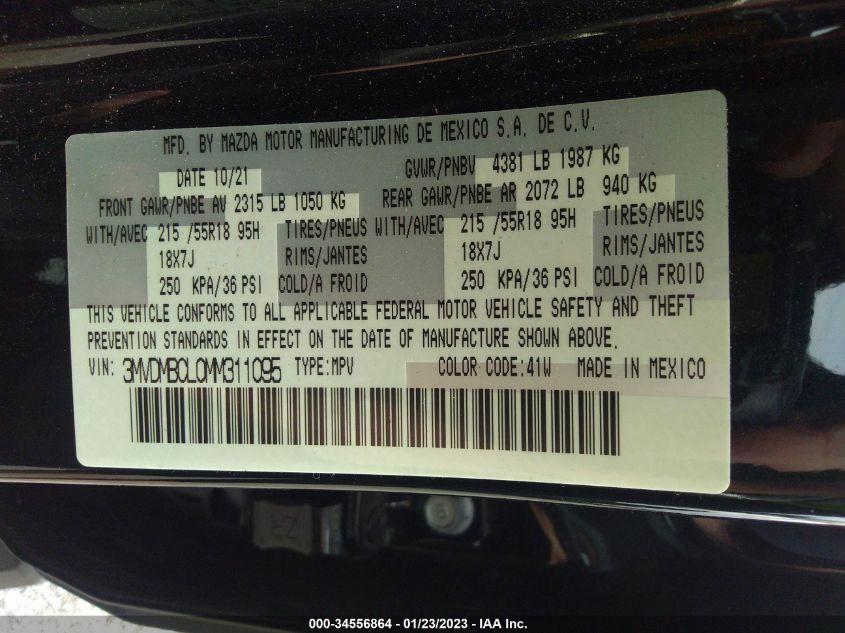 MFD. BY MAZDA MOTOR MANUFACTURING DE MEXICO S.A. DE C.V.
DATE 10/21 GVWR/PNBV 4381 LB 1987 KG
FRONT GAWR/PNBE AV 2315 LB 1050 KG REAR GAWR/PNBE AR 2072 LB 940 KG
WITH/AVEC 215 /55R18 95H TIRES/PNEUS WITH/AVEC 215 /55R18 95H TIRES/PNEUS
18X7J RIMS/JANTES 18X7J RIMS/JANTES
250 KPA/36 PSI COLD/A FROID 250 KPA/36 PSI COLD/A FROID
THIS VEHICLE CONFORMS TO ALL APPLICABLE FEDERAL MOTOR VEHICLE SAFETY AND THEFT
PREVENTION STANDARDS IN EFFECT ON THE DATE OF MANUFACTURE SHOWN ABOVE.
VIN: 3MVDMBCL0MM311095 TYPE:MPV COLOR CODE:41W MADE IN MEXICO
000-34556864 - 01/23/2023 - IAA Inc.